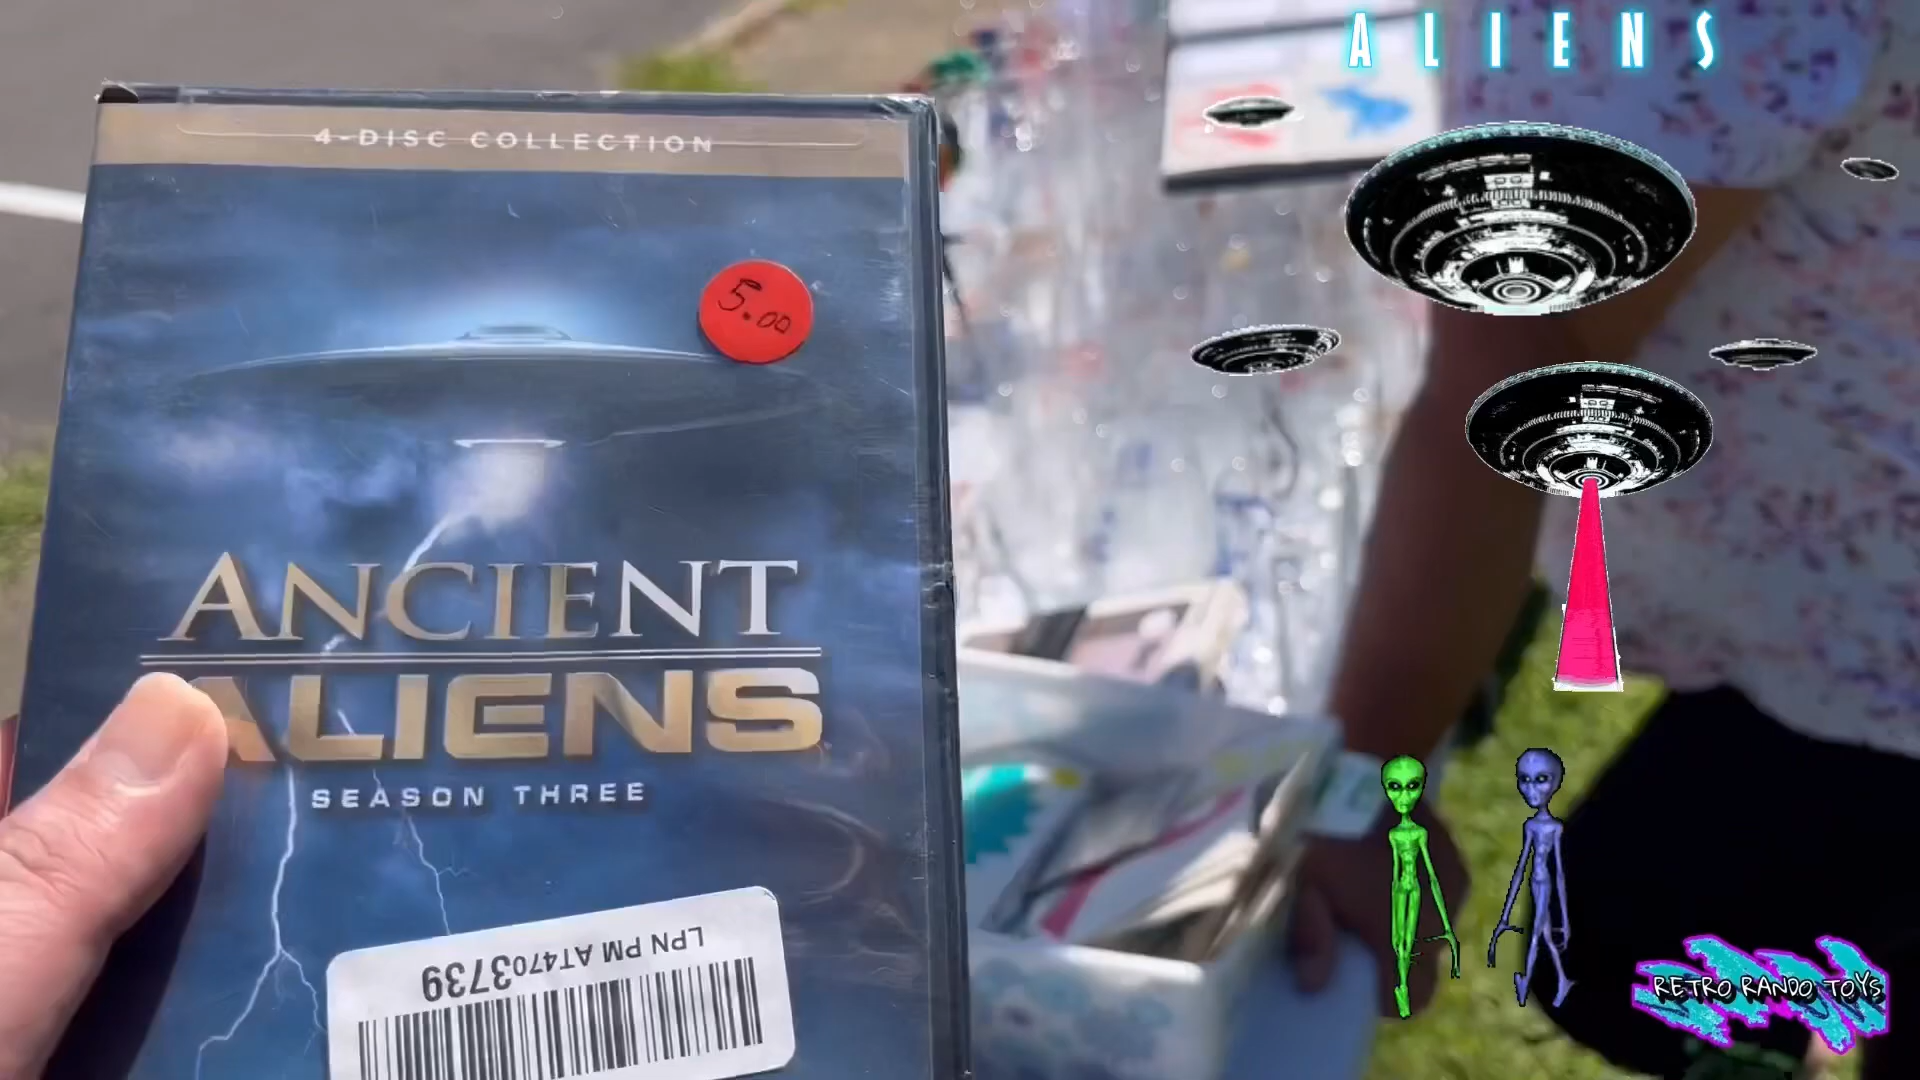 ALIENS
4-DISC COLLECTION
5.00
ANCIENT
ALIENS
SEASON THREE
LPN PM AT4703739
RETRO RANDO TOYS